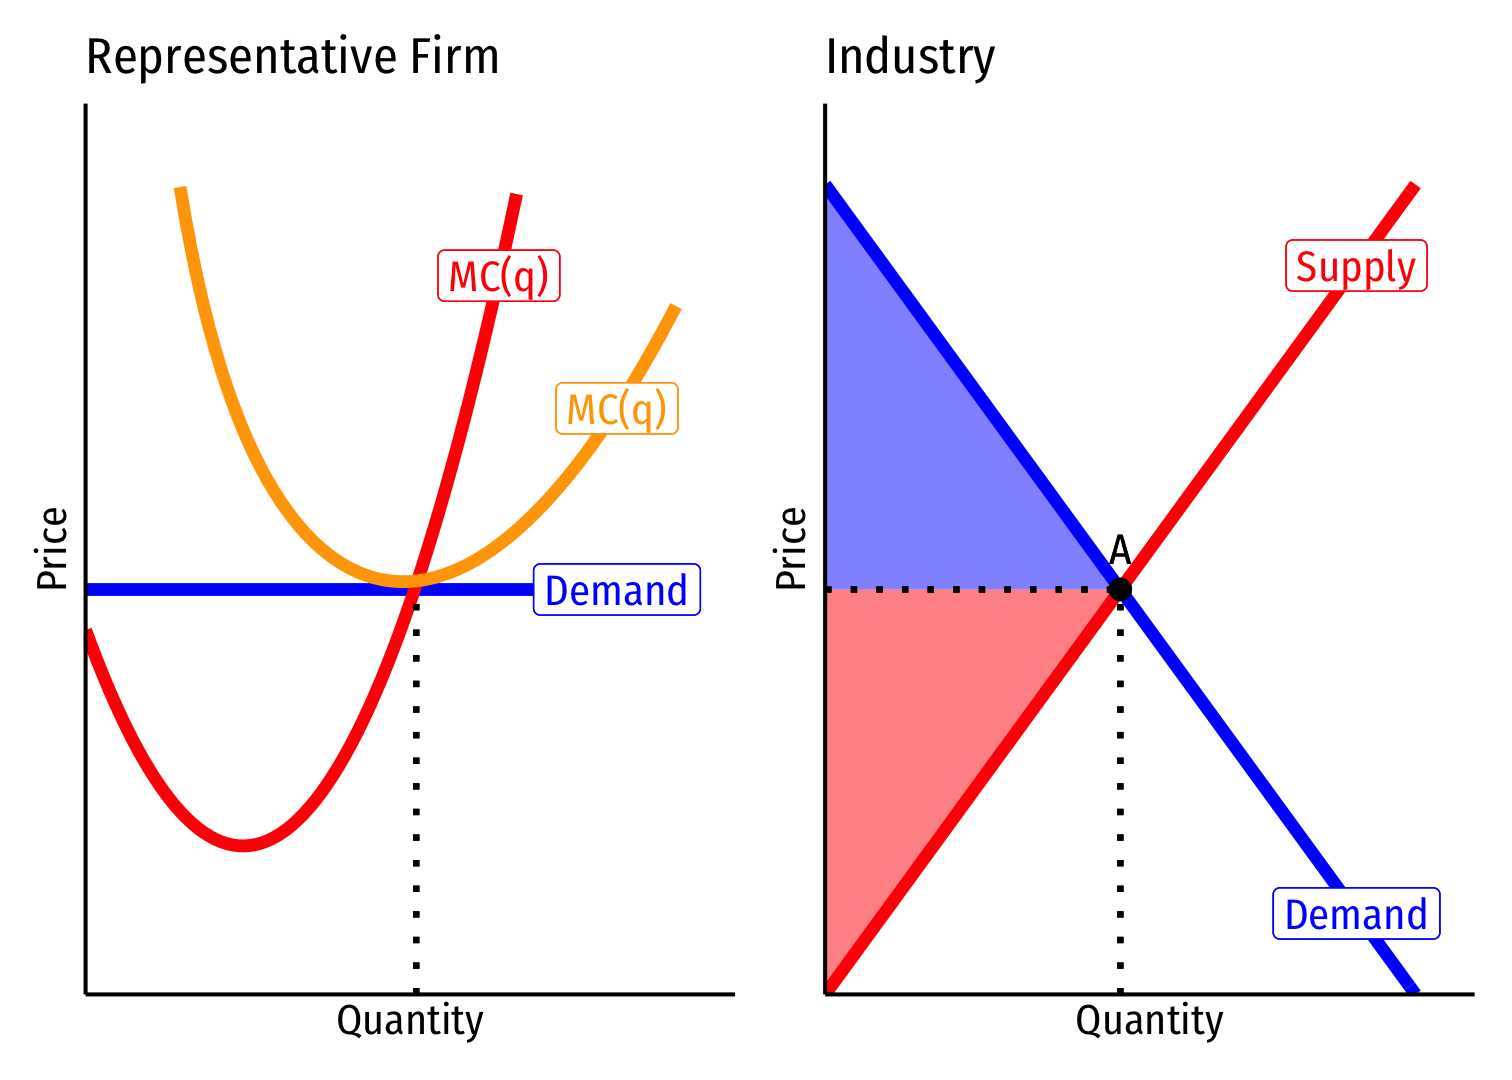 Representative Firm
MC(q)
MC(q)
Demand
Price
Quantity
Industry
Supply
A
Demand
Price
Quantity